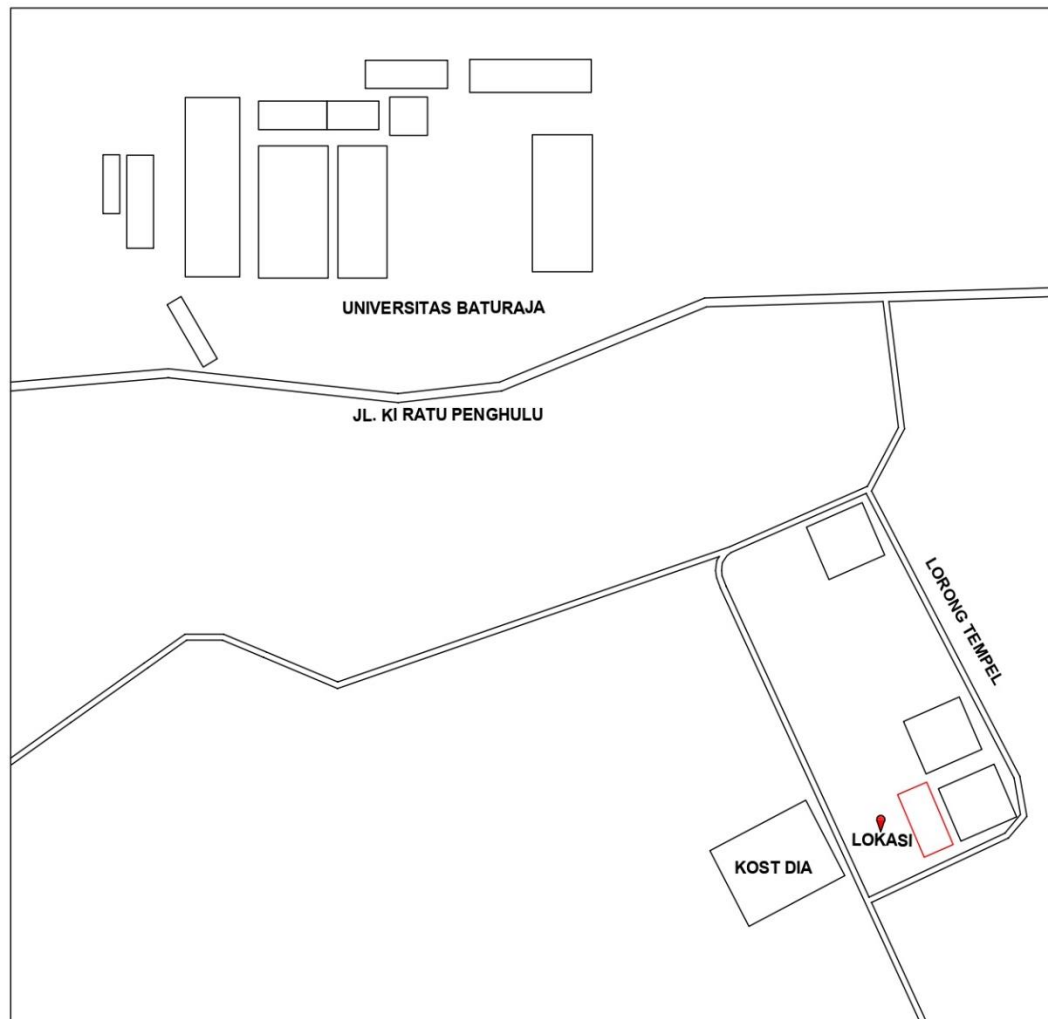 UNIVERSITAS BATURAJA
JL. KI RATU PENGHULU
LORONG TEMPEL
LOKASI
KOST DIA